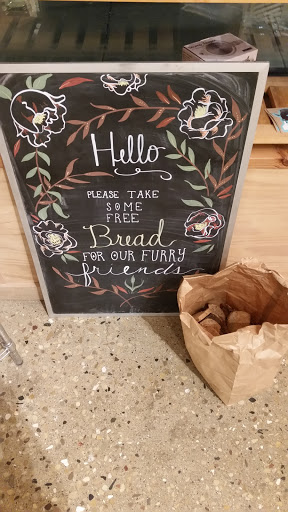 Hello
PLEASE TAKE
SOME
FREE
Bread
FOR OUR FURRY
friends